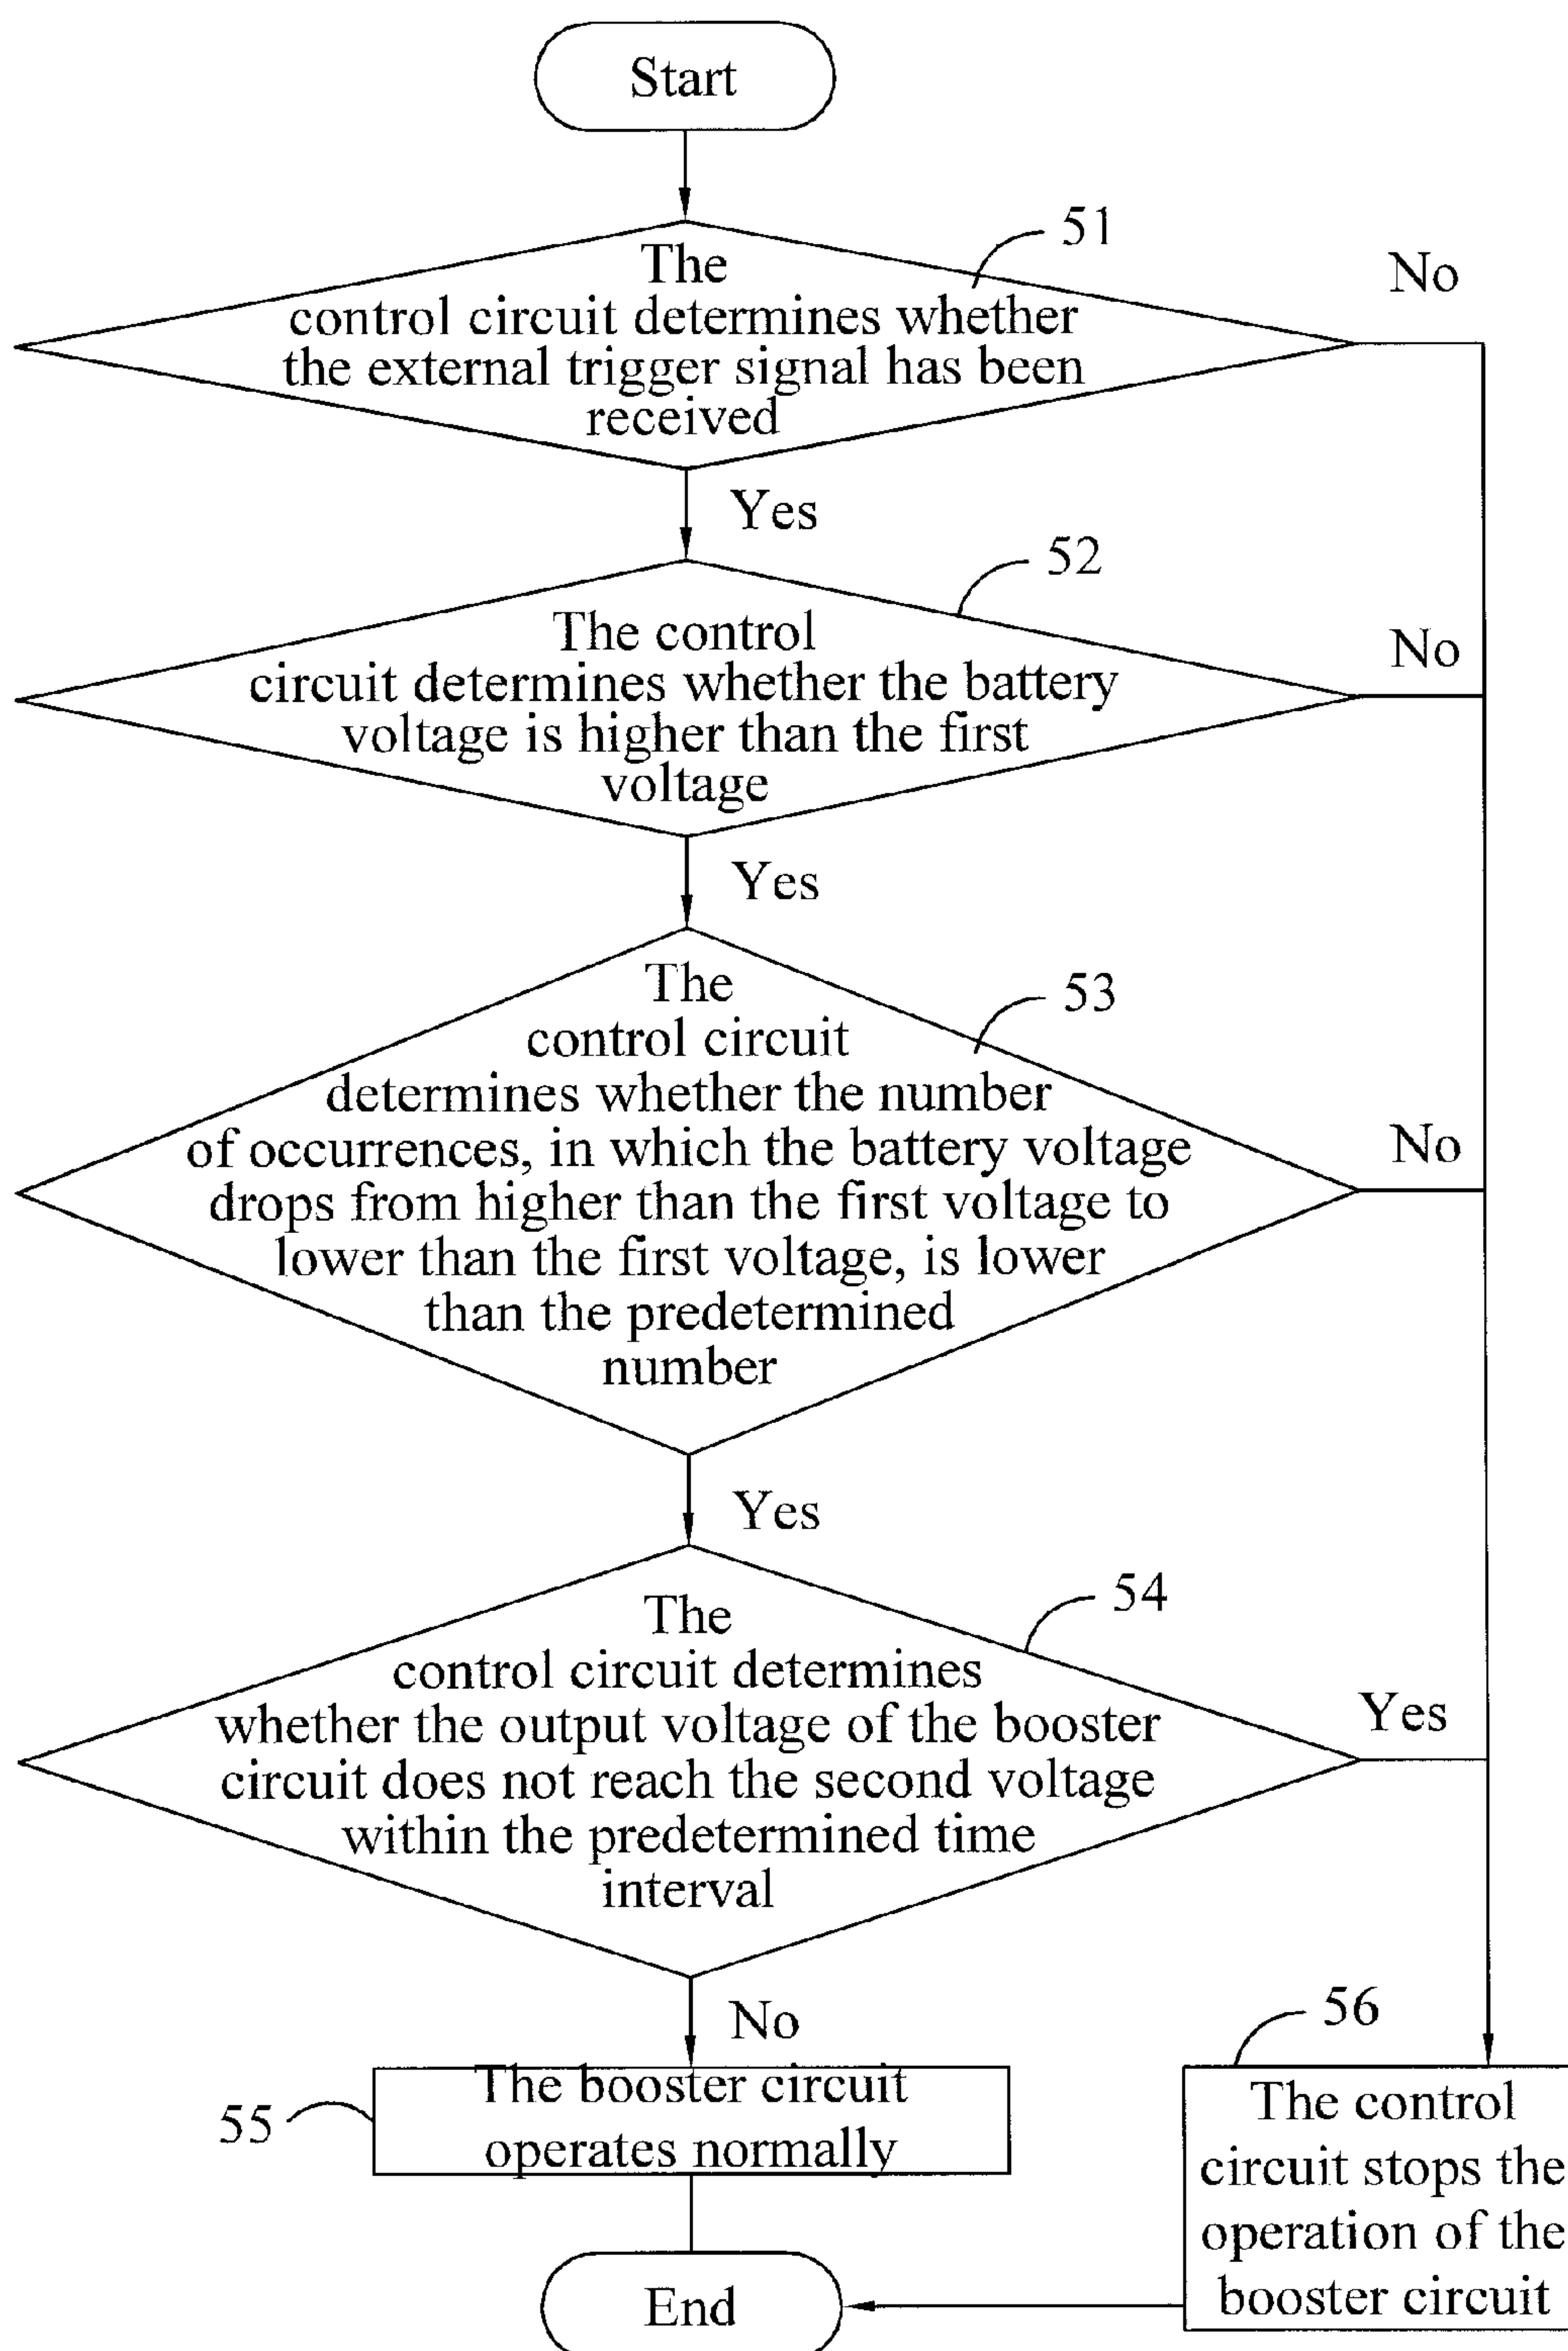 Start
51
No
The
control circuit determines whether
the external trigger signal has been
received
Yes
52
No
The control
circuit determines whether the battery
voltage is higher than the first
voltage
Yes
53
The
control circuit
determines whether the number
of occurrences, in which the battery voltage
drops from higher than the first voltage to
lower than the first voltage, is lower
than the predetermined
number
No
Yes
54
The
control circuit determines
whether the output voltage of the booster
circuit does not reach the second voltage
within the predetermined time
interval
Yes
No
56
55
The booster circuit
operates normally
The control
circuit stops the
operation of the
booster circuit
End